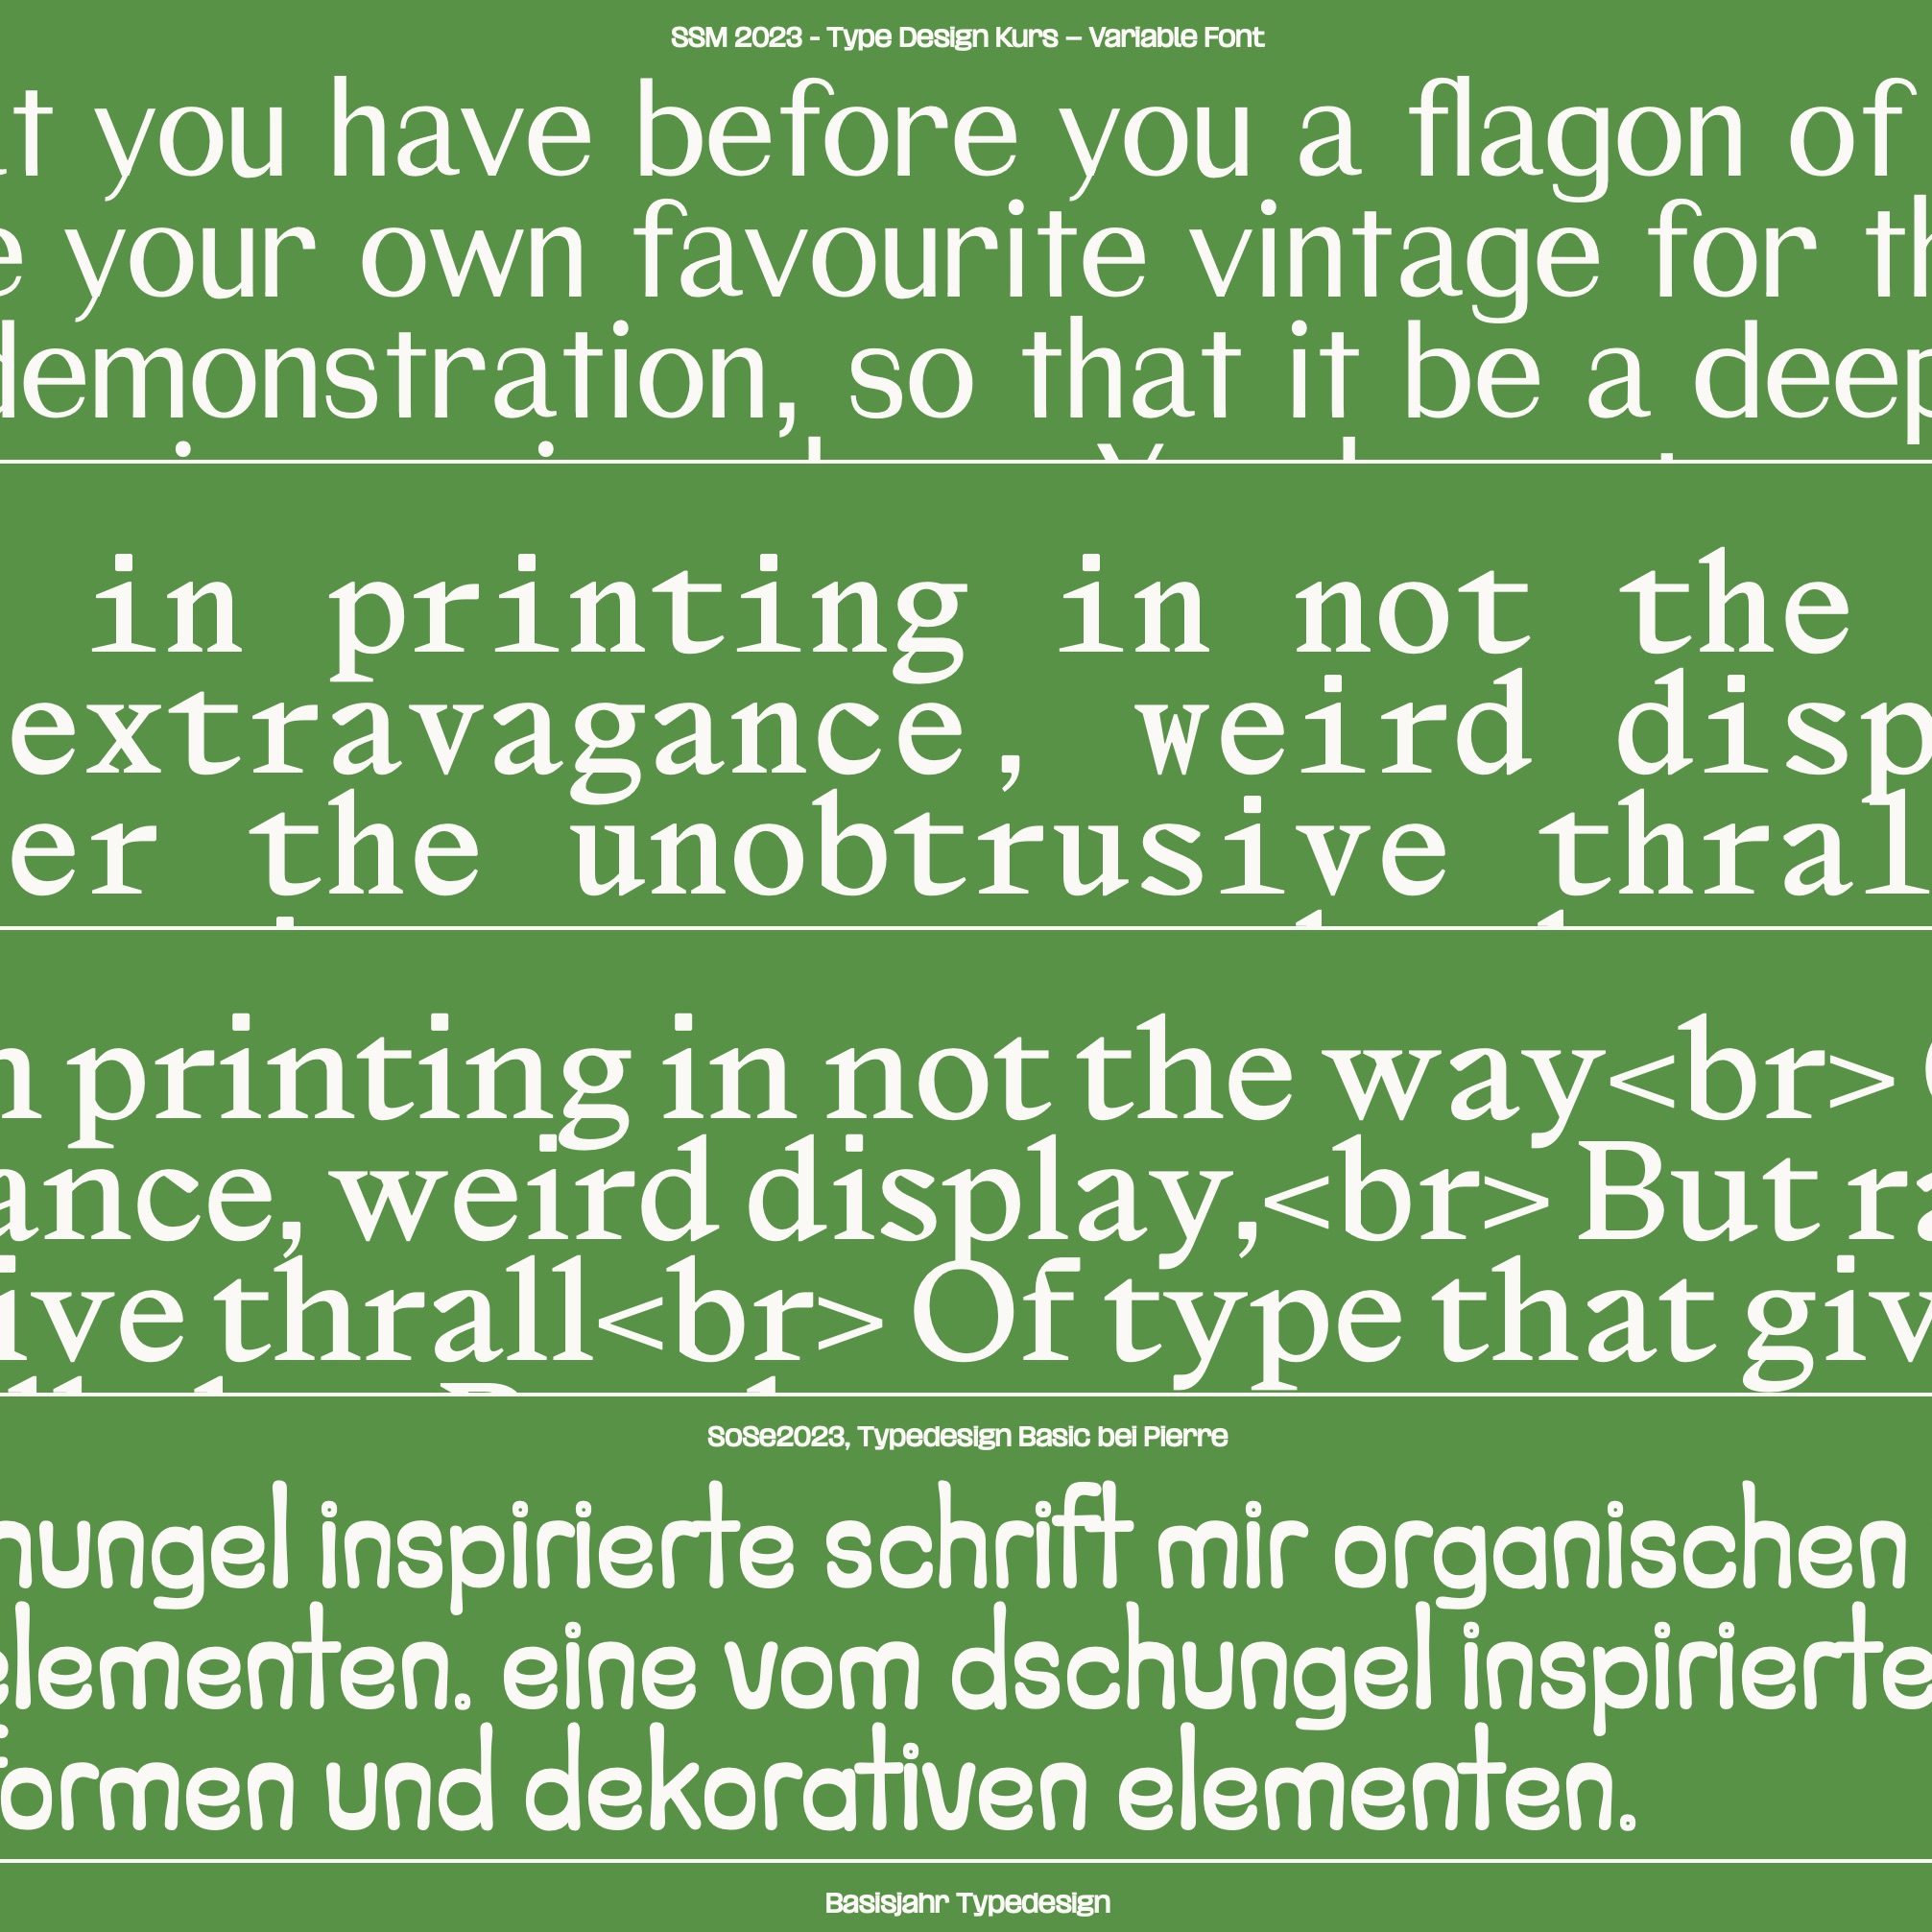 SSM 2023 - Type Design Kurs – Variable Font
t you have before you a flagon of
e your own favourite vintage for th
demonstration, so that it be a deep
in printing in not the
extravagance, weird disp
er the unobtrusive thral
n printing in not the way<br>
ance, weird display,<br> But ra
ive thrall<br> Of type that giv
SoSe2023, Typedesign Basic bei Pierre
nungel inspirierte schrift mir organischen
elementen. eine vom dschungel inspirierte
formen und dekorativen elementen.
Basisjahr Typedesign